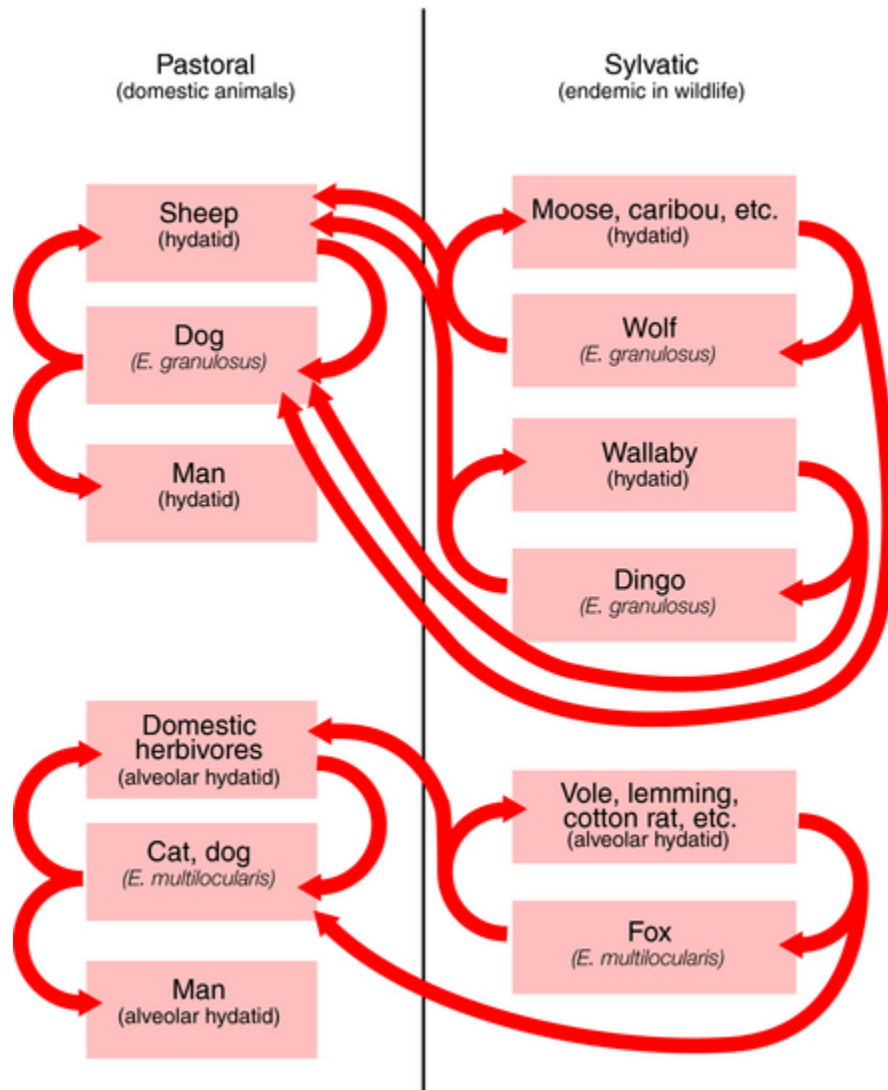 Pastoral
(domestic animals)
Sylvatic
(endemic in wildlife)
Sheep
(hydatid)
Dog
(E. granulosus)
Man
(hydatid)
Moose, caribou, etc.
(hydatid)
Wolf
(E. granulosus)
Wallaby
(hydatid)
Dingo
(E. granulosus)
Domestic
herbivores
(alveolar hydatid)
Cat, dog
(E. multilocularis)
Man
(alveolar hydatid)
Vole, lemming,
cotton rat, etc.
(alveolar hydatid)
Fox
(E. multilocularis)